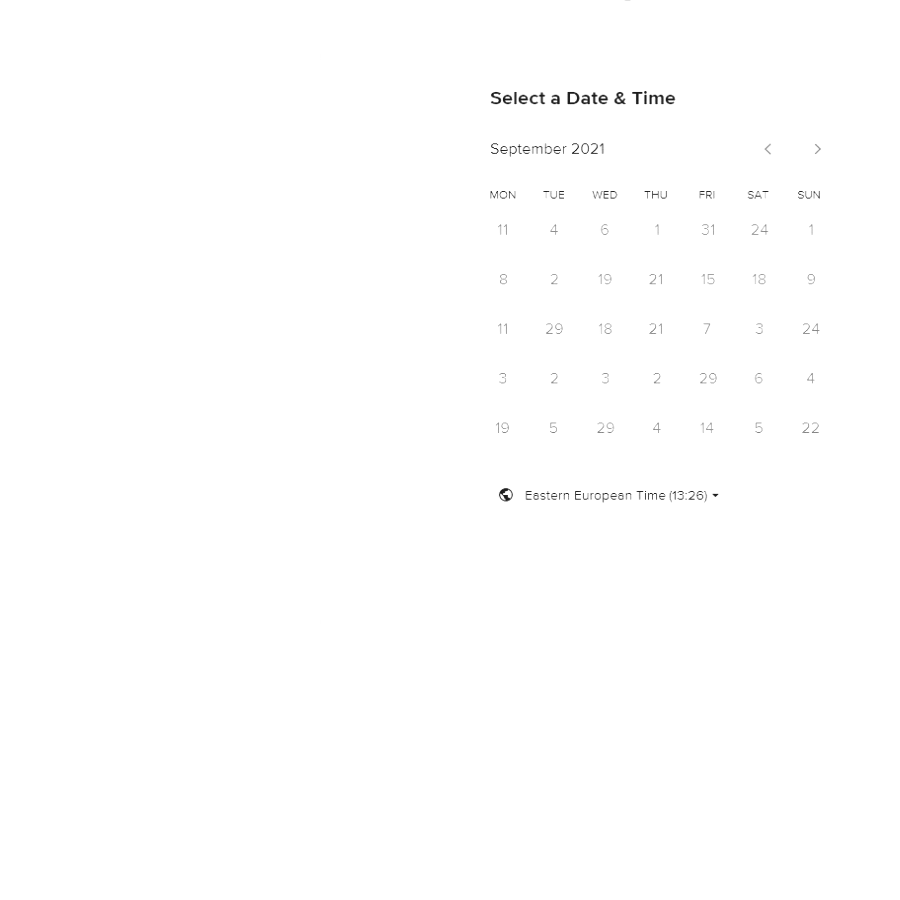 Select a Date & Time
September 2021
MON TUE WED THU FRI SAT SUN
11 4 6 1 31 24 1
8 2 19 21 15 18 9
11 29 18 21 7 3 24
3 2 3 2 29 6 4
19 5 29 4 14 5 22
Eastern European Time (13:26)